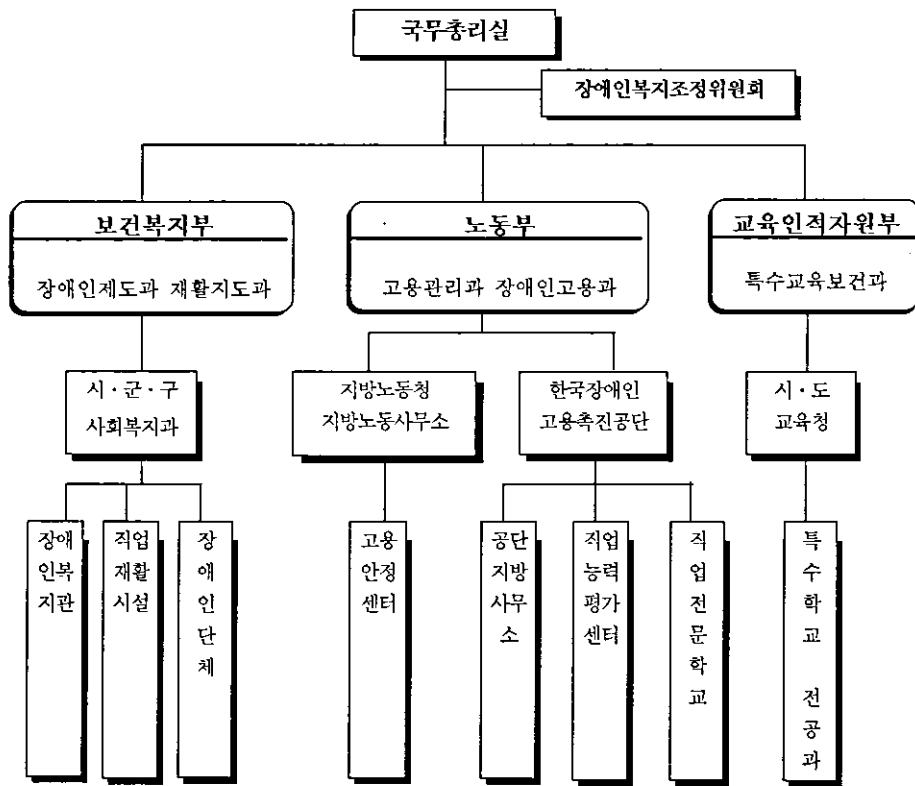 국무총리실
장애인복지조정위원회
보건복지부
장애인제도과 재활지도과
노동부
고용관리과 장애인고용과
교육인적자원부
특수교육보건과
시·군·구
사회복지과
지방노동청
지방노동사무소
한국장애인
고용촉진공단
시·도
교육청
장애
인복
지관
직업
재활
시설
장
애
인
단
체
고용
안정
센터
공단
지방
사무
소
직업
능력
평가
센터
직
업
전
문
학
교
특
수
학
교
전
공
과